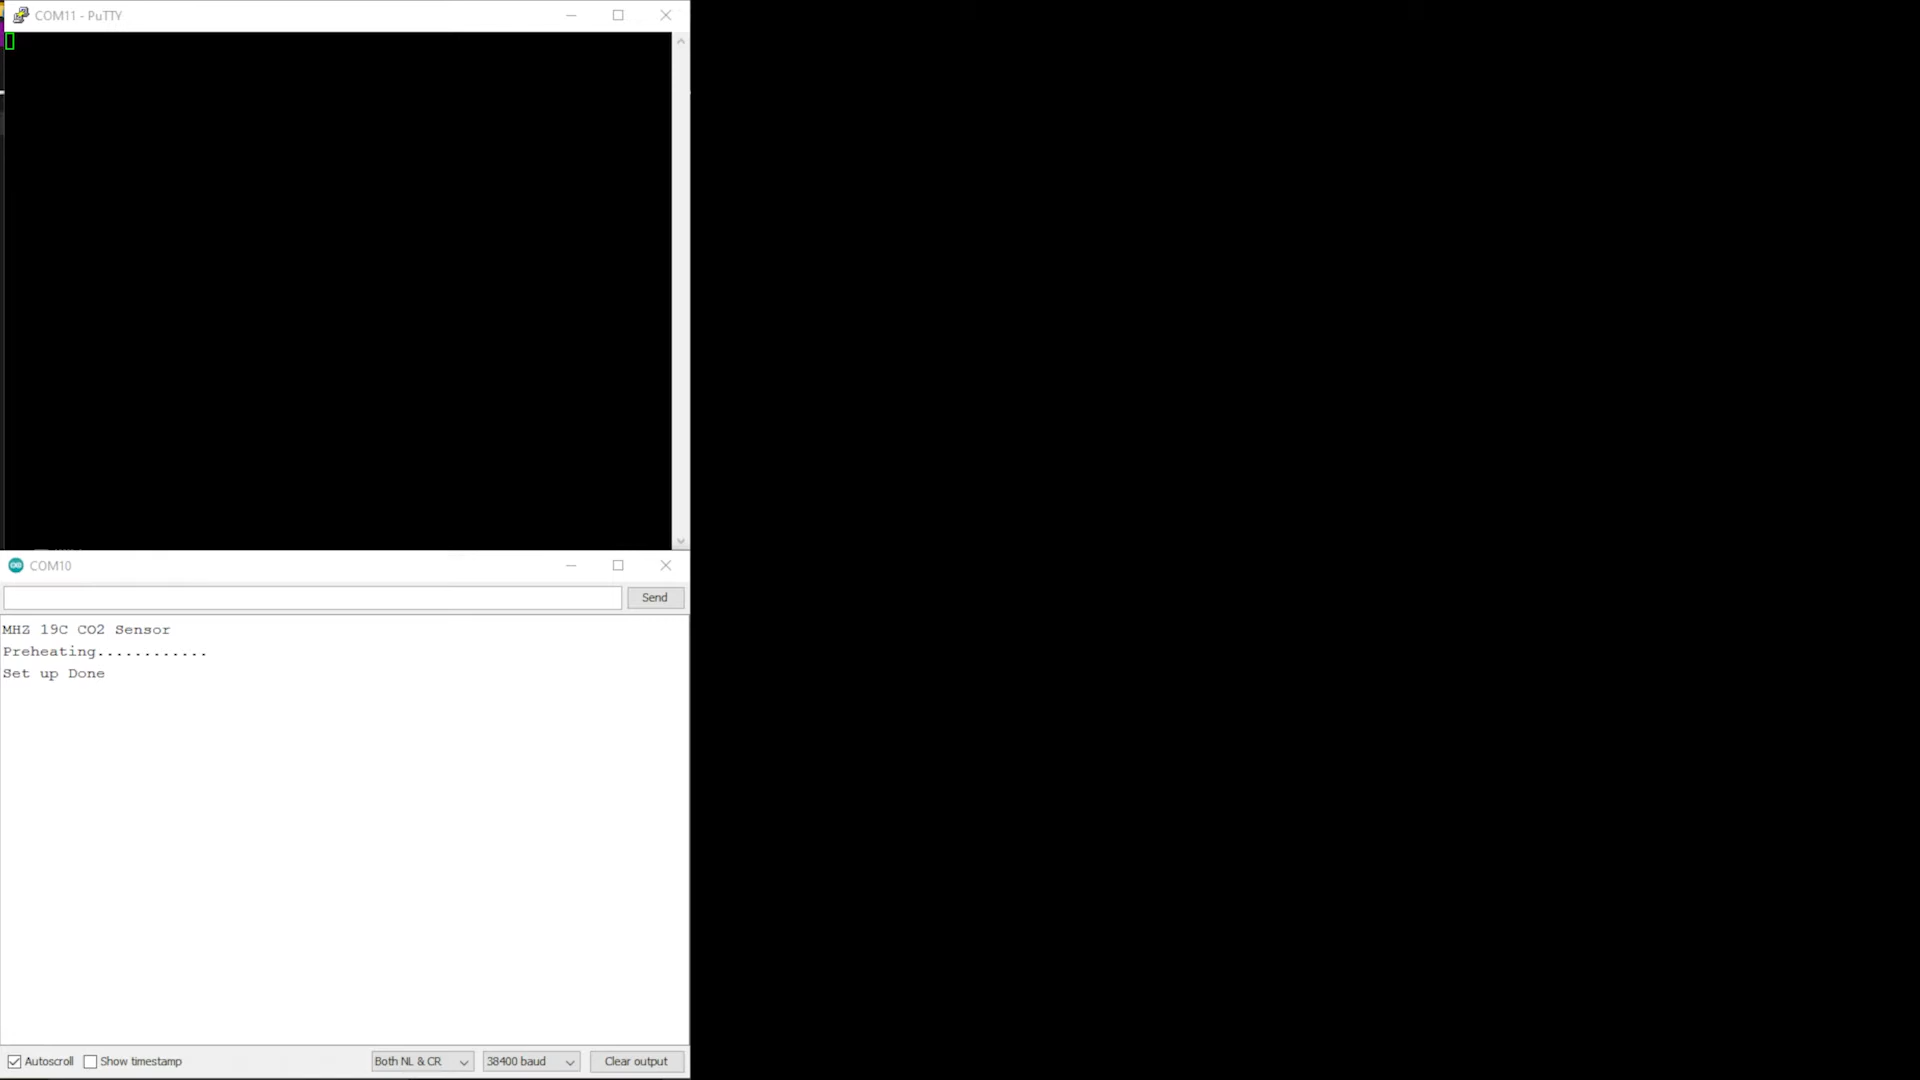 COM11 - PuTTY
COM10
Send
MHZ 19C CO2 Sensor
Preheating............
Set up Done
Autoscroll
Show timestamp
Both NL & CR
38400 baud
Clear output